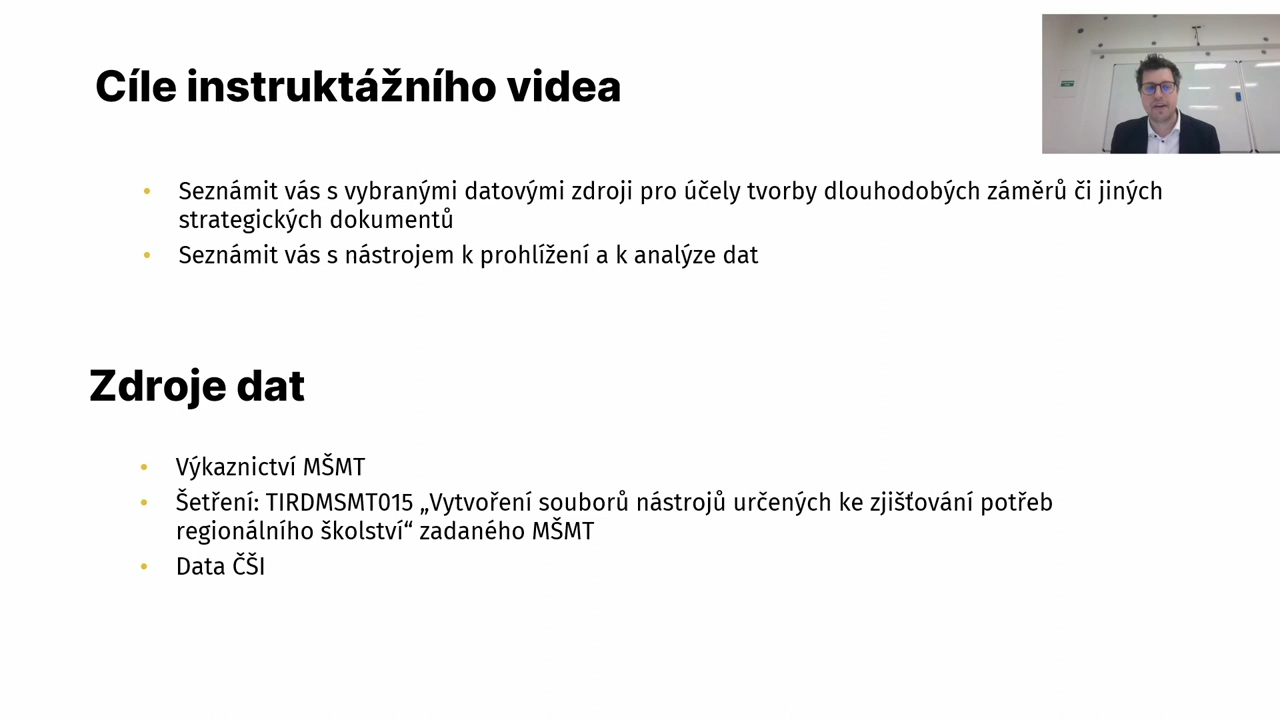 Cíle instruktážního videa
Seznámit vás s vybranými datovými zdroji pro účely tvorby dlouhodobých záměrů či jiných
strategických dokumentů
Seznámit vás s nástrojem k prohlížení a k analýze dat
Zdroje dat
Výkaznictví MŠMT
Šetření: TIRDMSMT015 „Vytvoření souborů nástrojů určených ke zjišťování potřeb
regionálního školství“ zadaného MŠMT
Data ČŠI